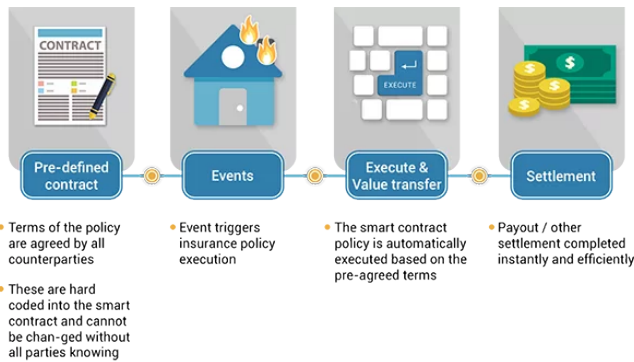 CONTRACT
EXECUTE
$
$
$
Pre-defined
contract
Events
Execute &
Value transfer
Settlement
• Terms of the policy
are agreed by all
counterparties
• These are hard
coded into the smart
contract and cannot
be chan-ged without
all parties knowing
• Event triggers
insurance policy
execution
• The smart contract
policy is automatically
executed based on the
pre-agreed terms
• Payout / other
settlement completed
instantly and efficiently